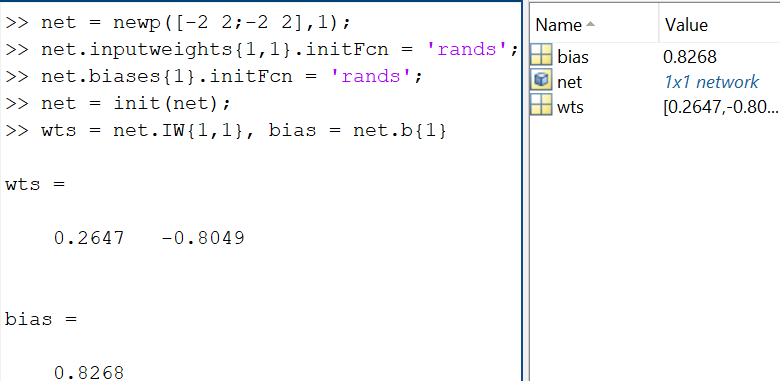 >> net = newp([-2 2;-2 2],1);
>> net.inputweights{1,1}.initFcn = 'rands';
>> net.biases{1}.initFcn = 'rands';
>> net = init(net);
>> wts = net.IW{1,1}, bias = net.b{1}
wts =
0.2647 -0.8049
bias =
0.8268
Name Value
bias 0.8268
net 1x1 network
wts [0.2647,-0.80...